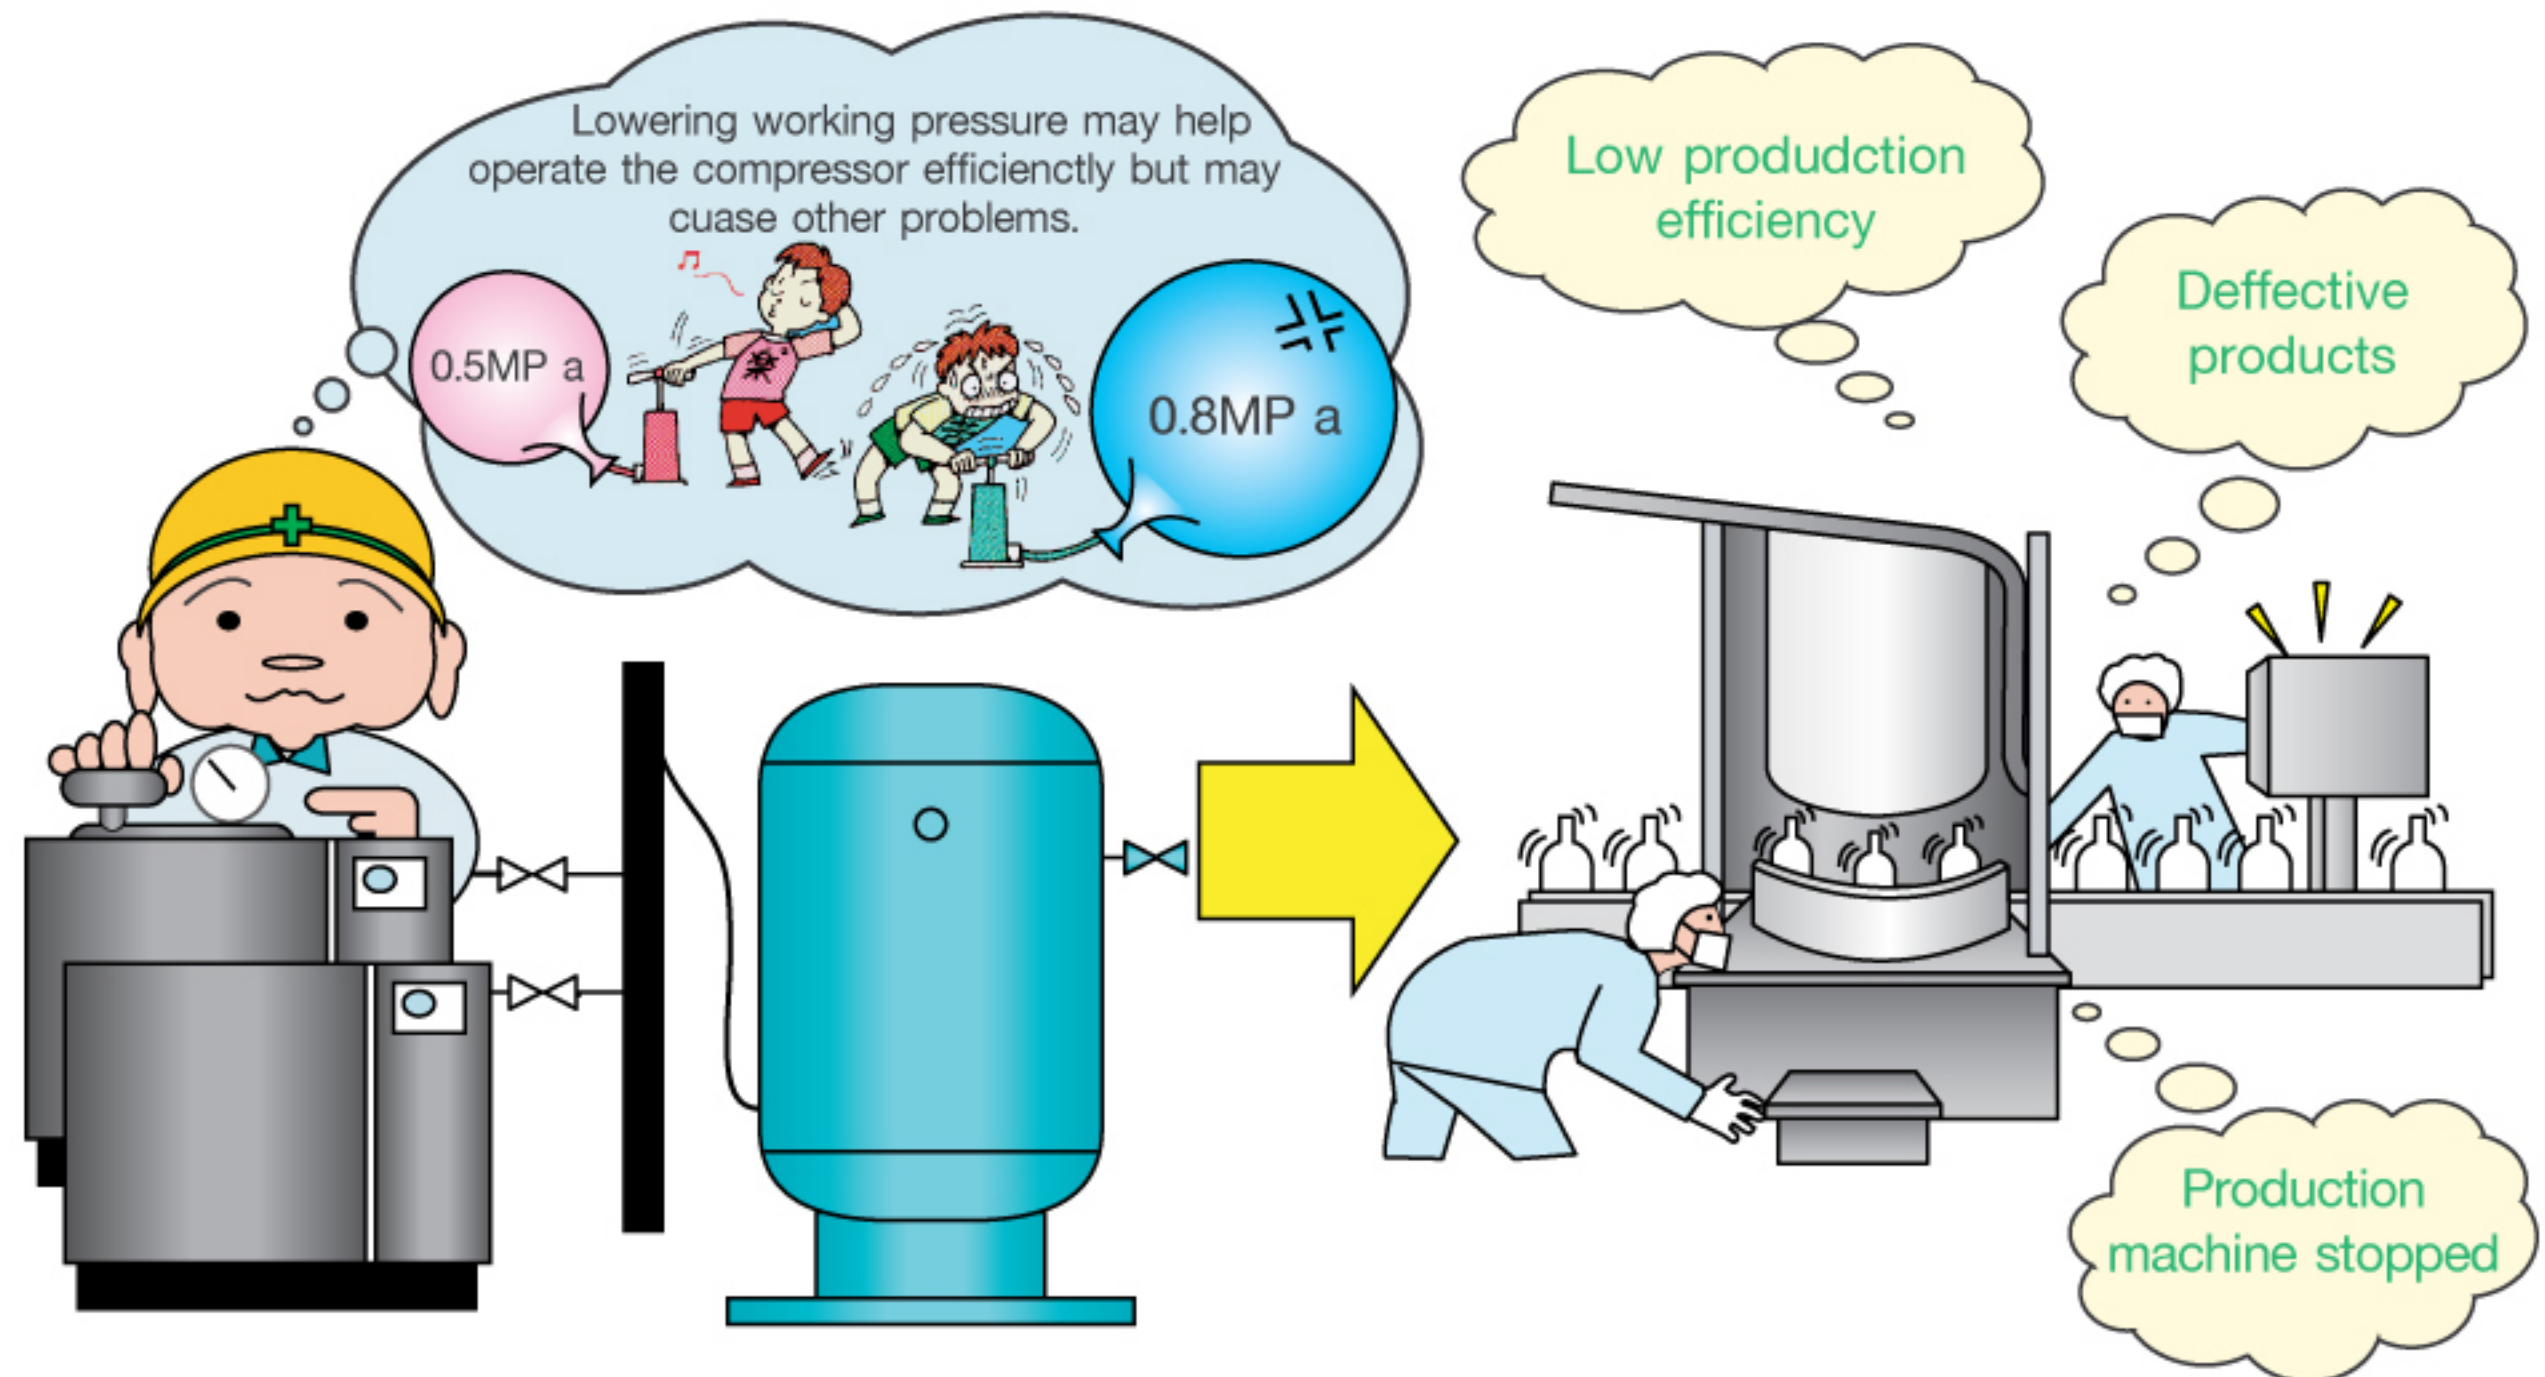 Lowering working pressure may help
operate the compressor efficienctly but may
cuase other problems.
0.5MP a
0.8MP a
Low produdction
efficiency
Deffective
products
Production
machine stopped